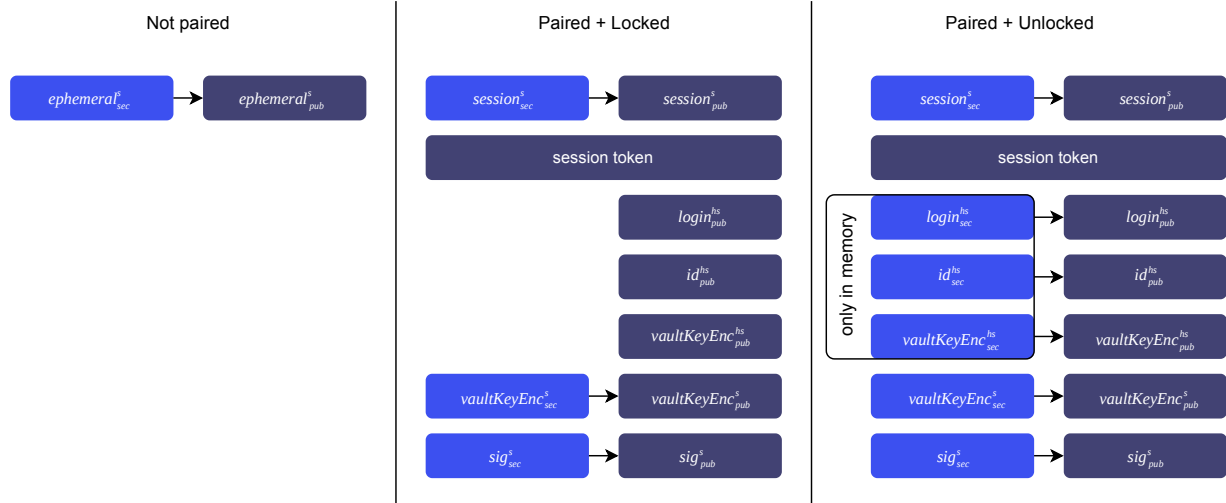 Not paired
ephemeral^s_sec
ephemeral^s_pub
Paired + Locked
session^s_sec
session^s_pub
session token
login^hs_pub
id^hs_pub
vaultKeyEnc^hs_pub
vaultKeyEnc^s_sec
vaultKeyEnc^s_pub
sig^s_sec
sig^s_pub
Paired + Unlocked
session^s_sec
session^s_pub
session token
only in memory
login^hs_sec
login^hs_pub
id^hs_sec
id^hs_pub
vaultKeyEnc^hs_sec
vaultKeyEnc^hs_pub
vaultKeyEnc^s_sec
vaultKeyEnc^s_pub
sig^s_sec
sig^s_pub